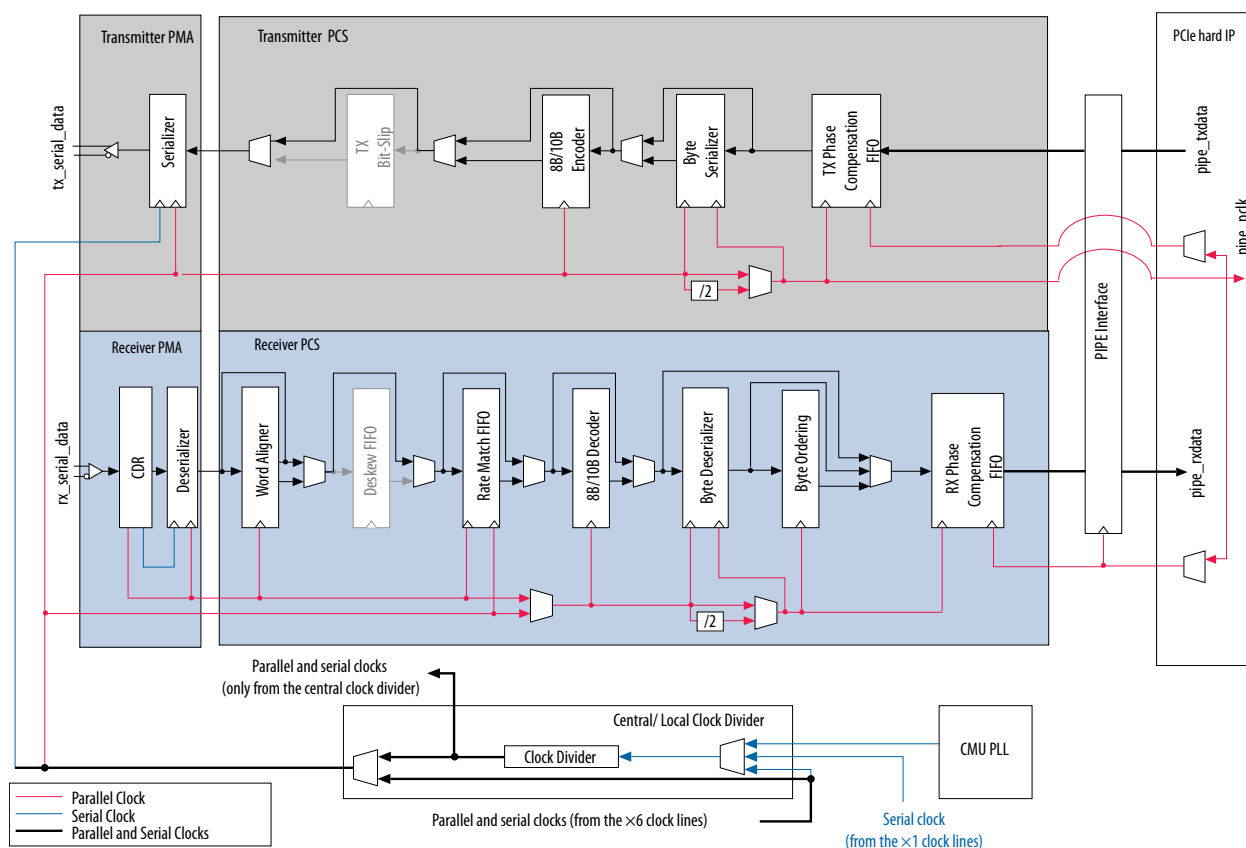 Transmitter PMA
Transmitter PCS
PCIe hard IP
tx_serial_data
Serializer
TX
Bit-Slip
8B/10B
Encoder
Byte
Serializer
TX Phase
Compensation
FIFO
pipe_txdata
pipe_pclk
/2
PIPE Interface
Receiver PMA
Receiver PCS
rx_serial_data
CDR
Deserializer
Word Aligner
Deskew FIFO
Rate Match FIFO
8B/10B Decoder
Byte Deserializer
Byte Ordering
RX Phase
Compensation
FIFO
pipe_rxdata
/2
Parallel and serial clocks
(only from the central clock divider)
Central/ Local Clock Divider
Clock Divider
CMU PLL
Parallel Clock
Serial Clock
Parallel and Serial Clocks
Parallel and serial clocks (from the ×6 clock lines)
Serial clock
(from the ×1 clock lines)